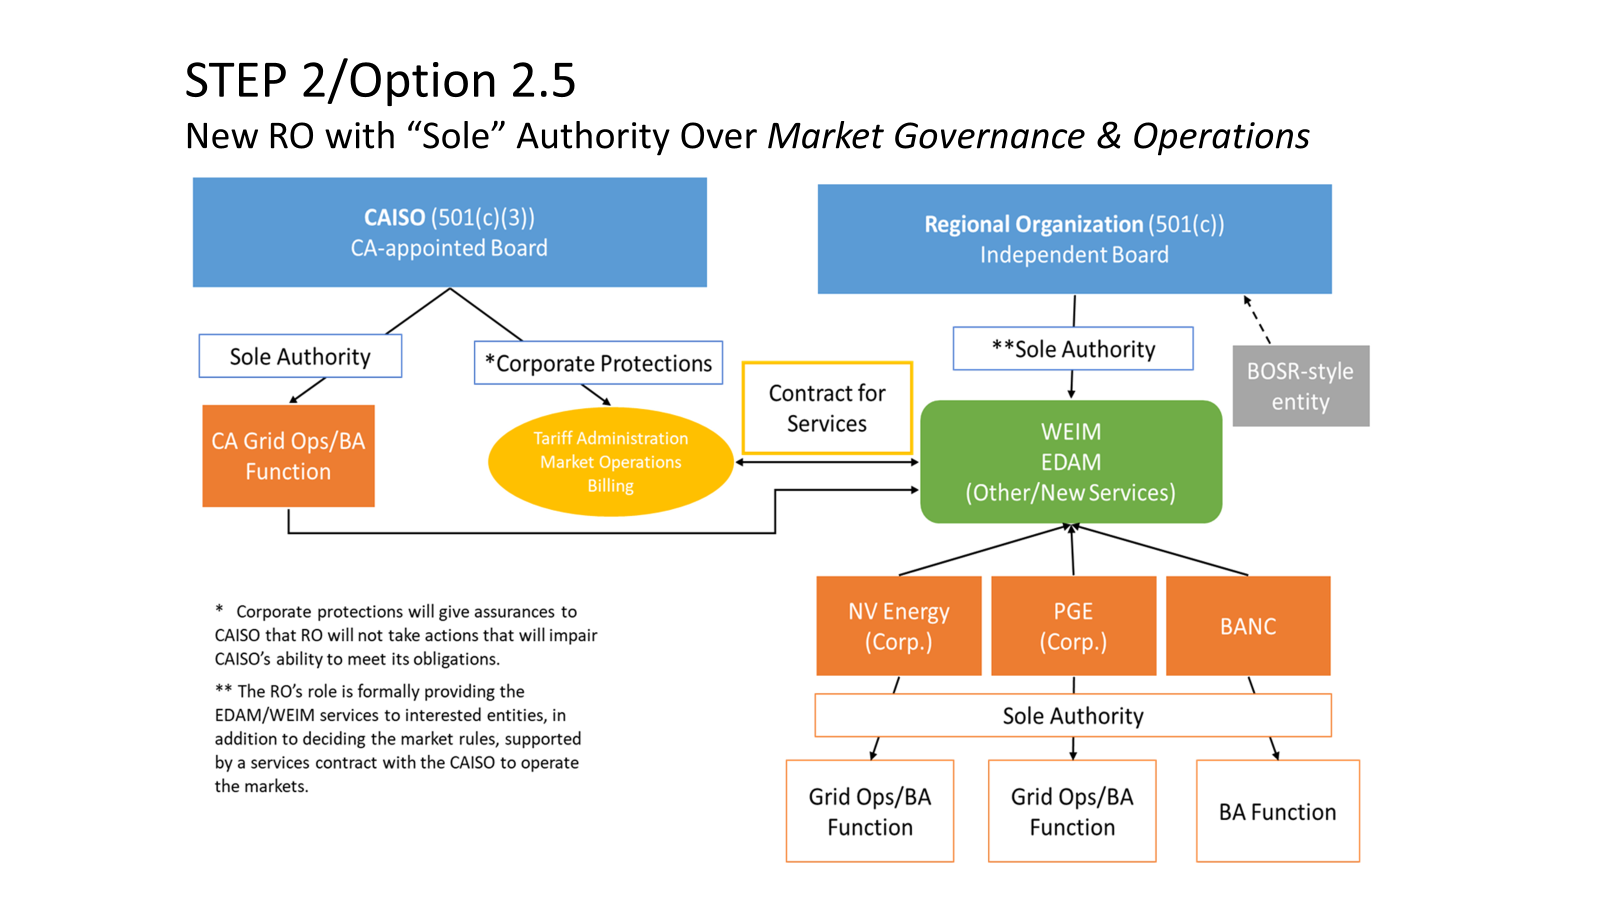 STEP 2/Option 2.5
New RO with “Sole” Authority Over Market Governance & Operations
CAISO (501(c)(3))
CA-appointed Board
Regional Organization (501(c))
Independent Board
Sole Authority
*Corporate Protections
**Sole Authority
BOSR-style
entity
Contract for
Services
CA Grid Ops/BA
Function
Tariff Administration
Market Operations
Billing
WEIM
EDAM
(Other/New Services)
NV Energy
(Corp.)
PGE
(Corp.)
BANC
Sole Authority
Grid Ops/BA
Function
Grid Ops/BA
Function
BA Function
* Corporate protections will give assurances to
CAISO that RO will not take actions that will impair
CAISO’s ability to meet its obligations.
** The RO’s role is formally providing the
EDAM/WEIM services to interested entities, in
addition to deciding the market rules, supported
by a services contract with the CAISO to operate
the markets.